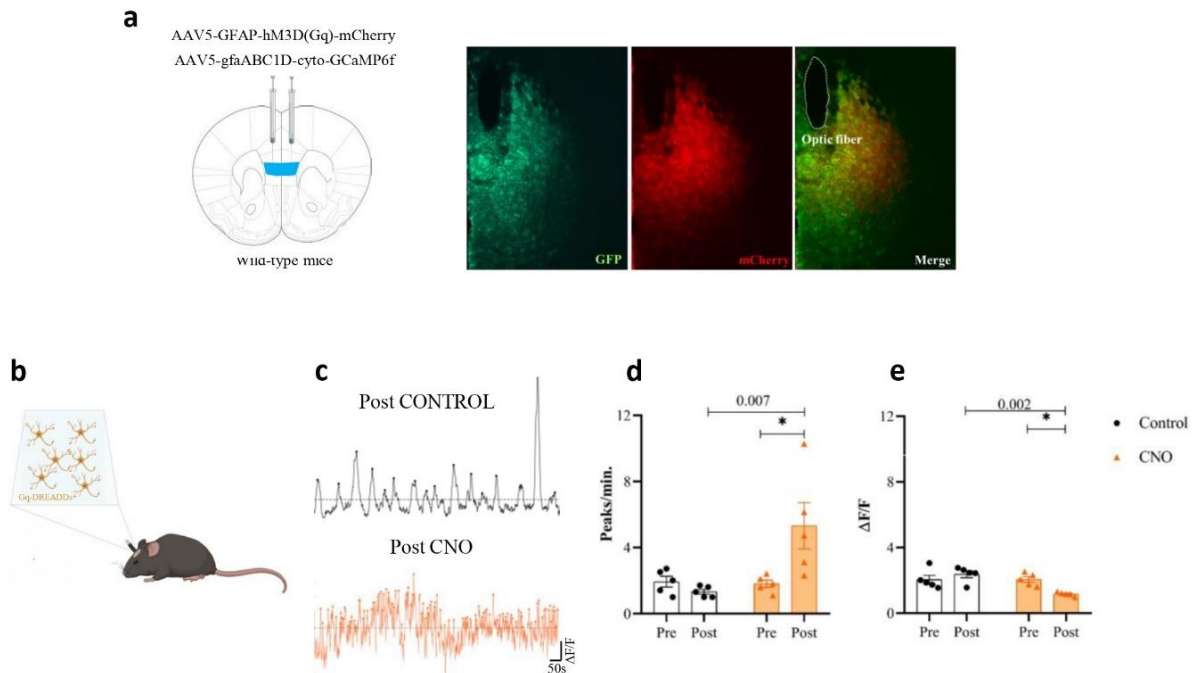 a
AAV5-GFAP-hM3D(Gq)-mCherry
AAV5-gfaABC1D-cyto-GCaMP6f
Wild-type mice
GFP
mCherry
Optic fiber
Merge
b
Gq-DREADDs
c
Post CONTROL
Post CNO
50s
ΔF/F
d
Peaks/min.
12
8
4
0
0.007
*
Pre
Post
Pre
Post
e
ΔF/F
12
8
4
0
0.002
*
Pre
Post
Pre
Post
Control
CNO